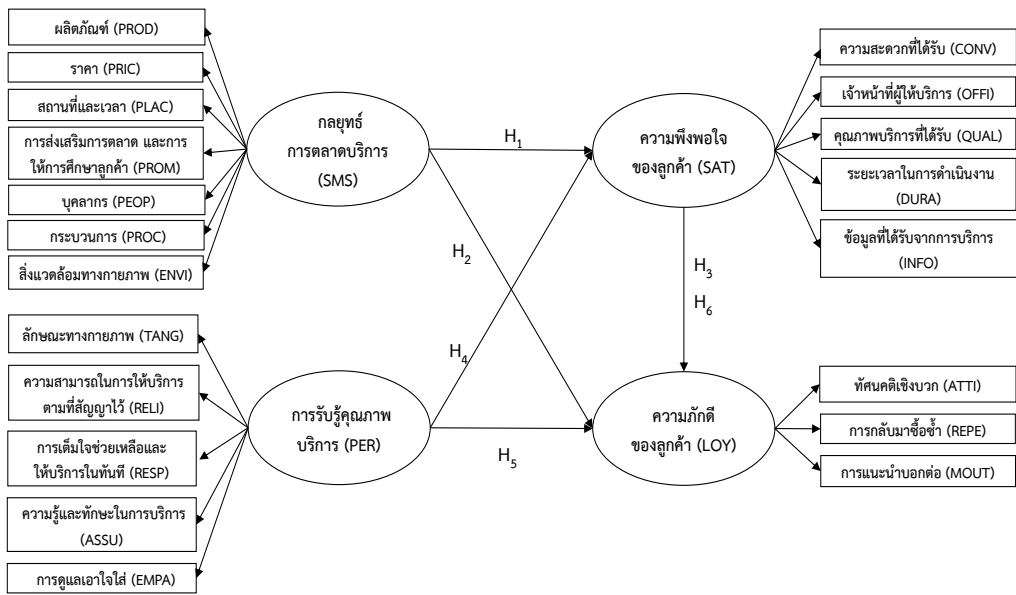 ผลิตภัณฑ์ (PROD)
ราคา (PRIC)
สถานที่และเวลา (PLAC)
การส่งเสริมการตลาด และการ
ให้การศึกษาลูกค้า (PROM)
บุคลากร (PEOP)
กระบวนการ (PROC)
สิ่งแวดล้อมทางกายภาพ (ENVI)
กลยุทธ์
การตลาดบริการ
(SMS)
H1
H2
ความพึงพอใจ
ของลูกค้า (SAT)
ความสะดวกที่ได้รับ (CONV)
เจ้าหน้าที่ผู้ให้บริการ (OFFI)
คุณภาพบริการที่ได้รับ (QUAL)
ระยะเวลาในการดำเนินงาน
(DURA)
ข้อมูลที่ได้รับจากการบริการ
(INFO)
H3
H6
ลักษณะทางกายภาพ (TANG)
ความสามารถในการให้บริการ
ตามที่สัญญาไว้ (RELI)
การเต็มใจช่วยเหลือและ
ให้บริการในทันที (RESP)
ความรู้และทักษะในการบริการ
(ASSU)
การดูแลเอาใจใส่ (EMPA)
การรับรู้คุณภาพ
บริการ (PER)
H4
H5
ความภักดี
ของลูกค้า (LOY)
ทัศนคติเชิงบวก (ATTI)
การกลับมาซื้อซ้ำ (REPE)
การแนะนำบอกต่อ (MOUT)